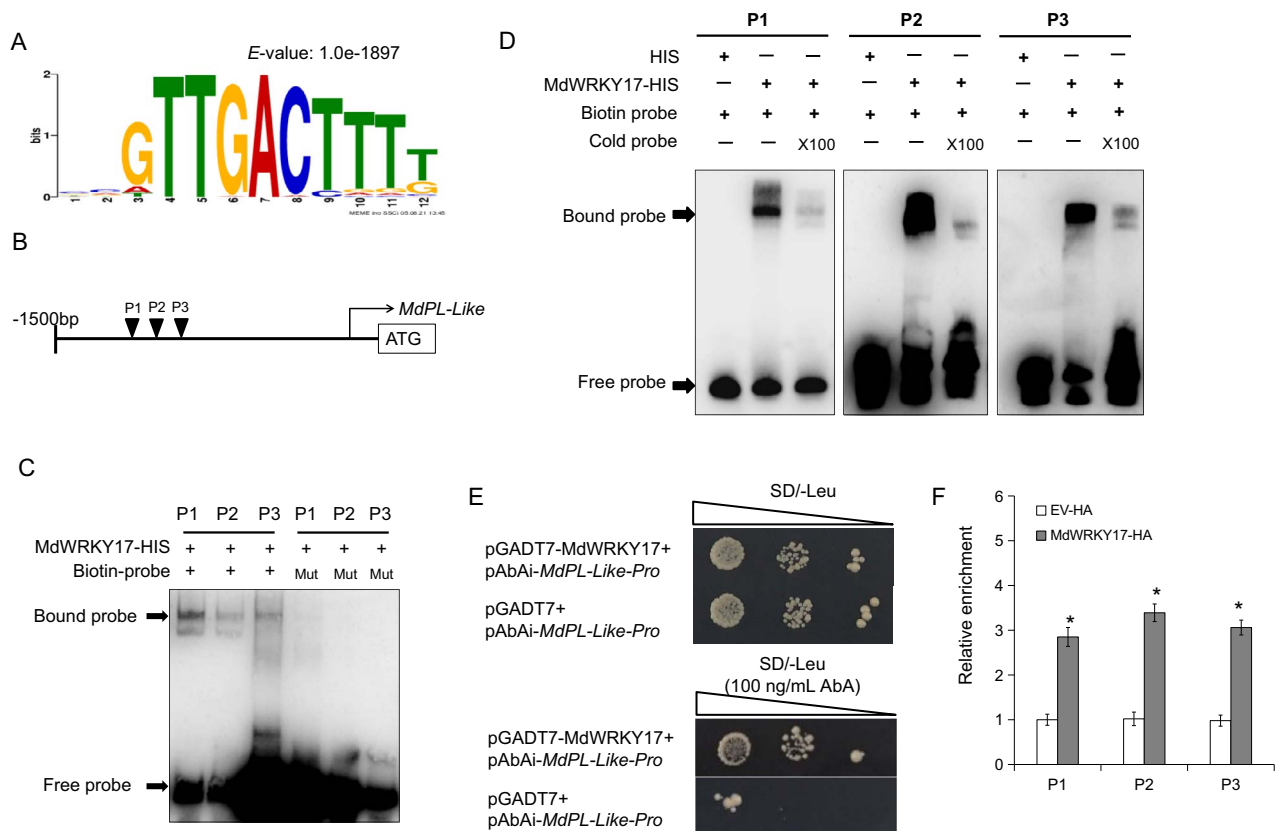 A
E-value: 1.0e-1897
bits
2
1
0
GTTGACTTTT
1 2 3 4 5 6 7 8 9 10 11 12
B
-1500bp
P1 P2 P3
MdPL-Like
ATG
C
P1 P2 P3 P1 P2 P3
MdWRKY17-HIS + + + + + +
Biotin-probe + + + Mut Mut Mut
Bound probe
Free probe
D
P1 P2 P3
HIS + — — + — — + — —
MdWRKY17-HIS — + + — + + — + +
Biotin probe + + + + + + + + +
Cold probe — — X100 — — X100 — — X100
Bound probe
Free probe
E
SD/-Leu
pGADT7-MdWRKY17+
pAbAi-MdPL-Like-Pro
pGADT7+
pAbAi-MdPL-Like-Pro
SD/-Leu
(100 ng/mL AbA)
pGADT7-MdWRKY17+
pAbAi-MdPL-Like-Pro
pGADT7+
pAbAi-MdPL-Like-Pro
F
Relative enrichment
6
5
4
3
2
1
0
EV-HA
MdWRKY17-HA
* * *
P1 P2 P3